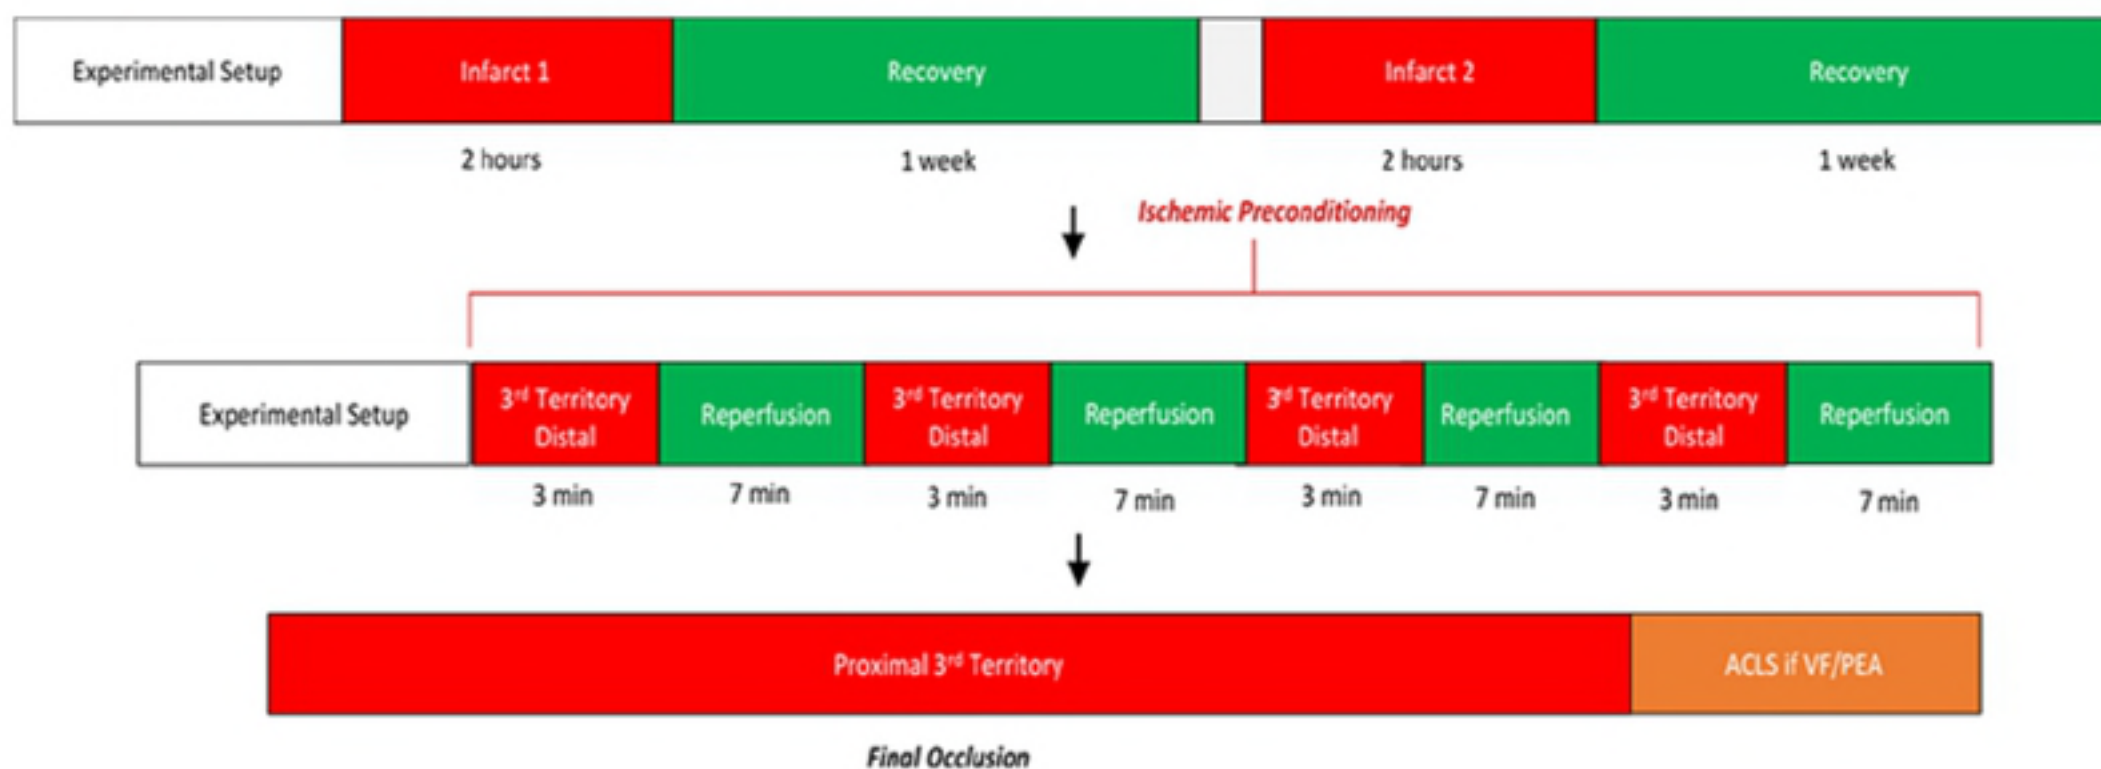 Experimental Setup
Infarct 1
Recovery
Infarct 2
Recovery
2 hours
1 week
2 hours
1 week
Ischemic Preconditioning
Experimental Setup
3rd Territory
Distal
Reperfusion
3rd Territory
Distal
Reperfusion
3rd Territory
Distal
Reperfusion
3rd Territory
Distal
Reperfusion
3 min
7 min
3 min
7 min
3 min
7 min
3 min
7 min
Proximal 3rd Territory
ACLS if VF/PEA
Final Occlusion